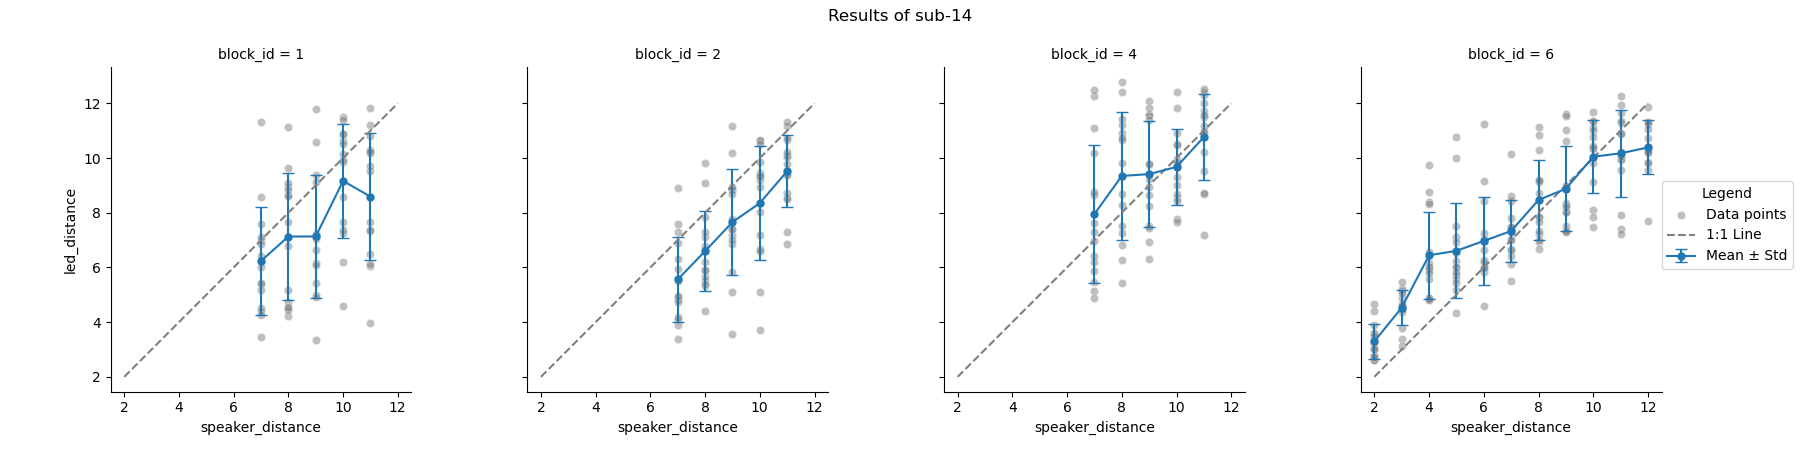 Results of sub-14
block_id = 1
block_id = 2
block_id = 4
block_id = 6
led_distance
12
10
8
6
4
2
2 4 6 8 10 12
2 4 6 8 10 12
2 4 6 8 10 12
2 4 6 8 10 12
speaker_distance
speaker_distance
speaker_distance
speaker_distance
Legend
Data points
1:1 Line
Mean ± Std